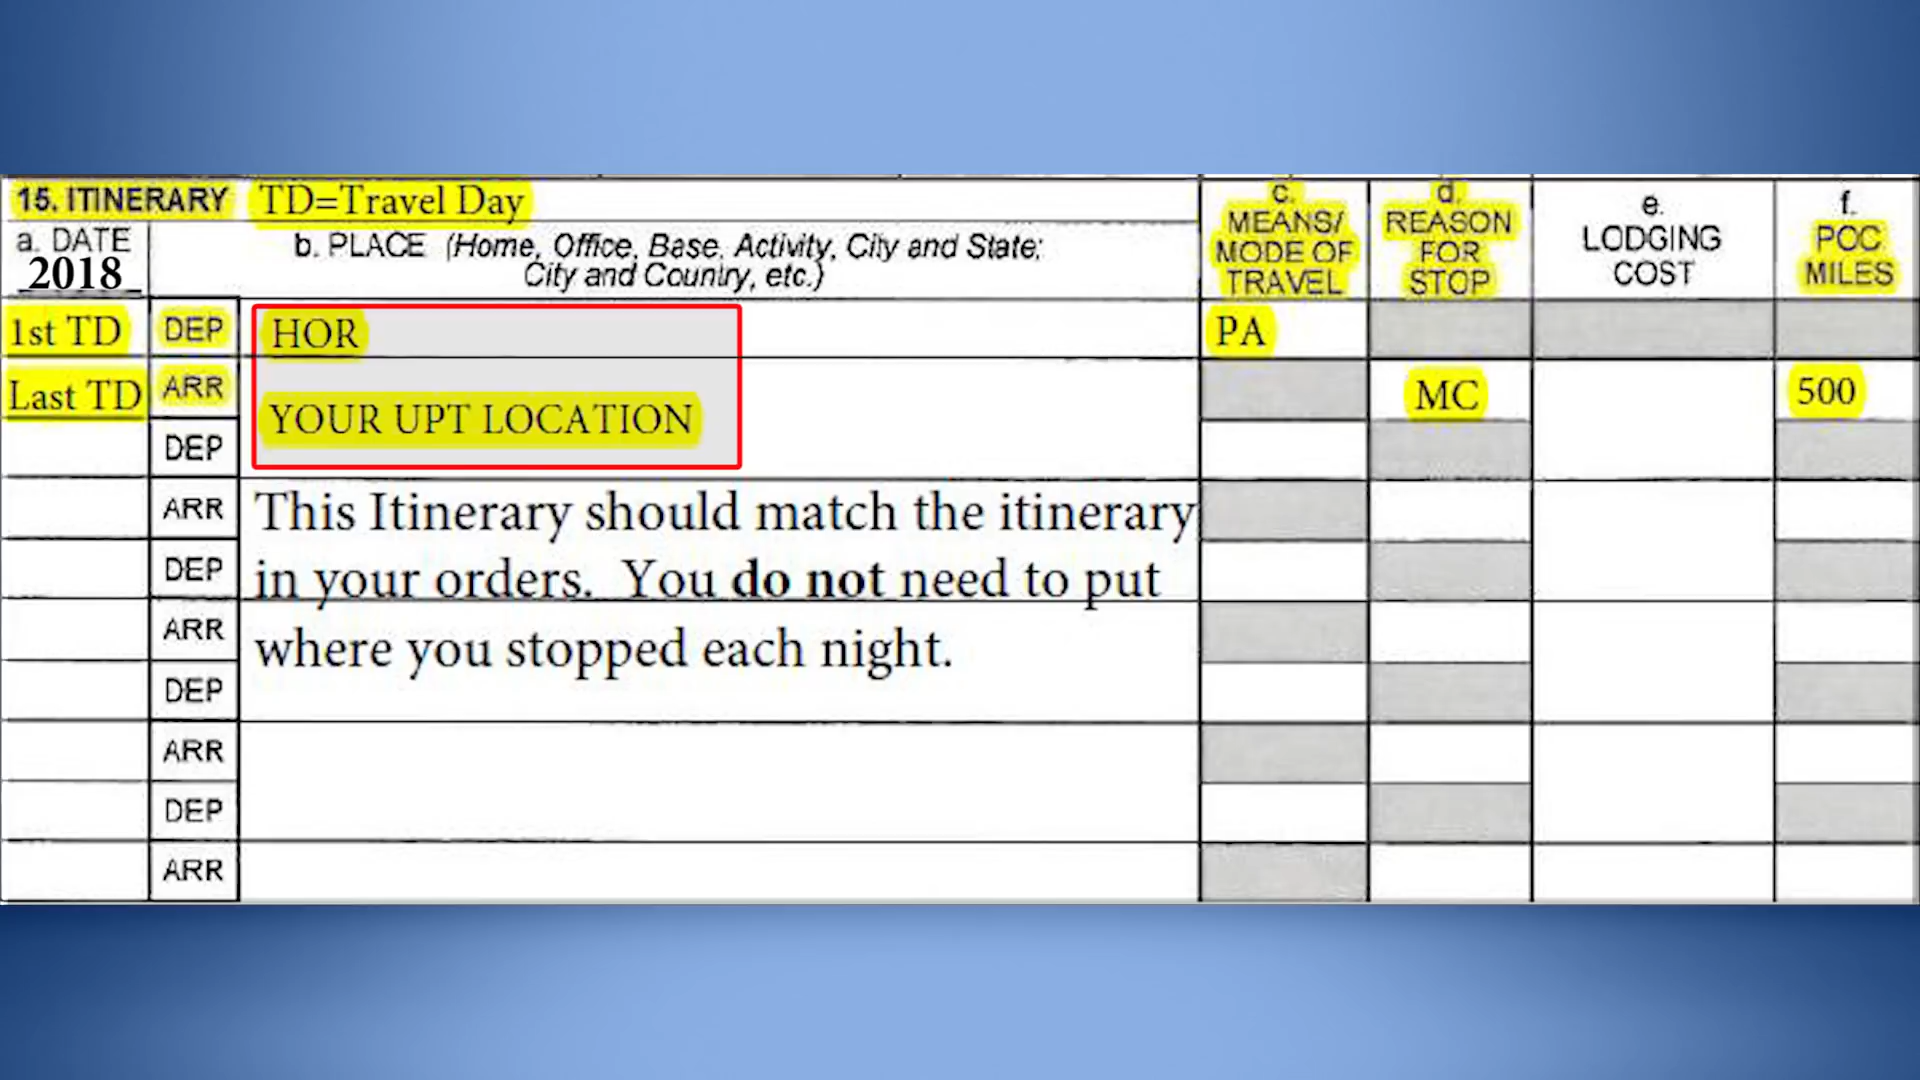 15. ITINERARY TD=Travel Day
a. DATE
2018
b. PLACE (Home, Office, Base, Activity, City and State;
City and Country, etc.)
c.
MEANS/
MODE OF
TRAVEL
d.
REASON
FOR
STOP
e.
LODGING
COST
f.
POC
MILES
1st TD DEP HOR PA
Last TD ARR YOUR UPT LOCATION MC 500
DEP
ARR This Itinerary should match the itinerary
DEP in your orders. You do not need to put
ARR where you stopped each night.
DEP
ARR
DEP
ARR